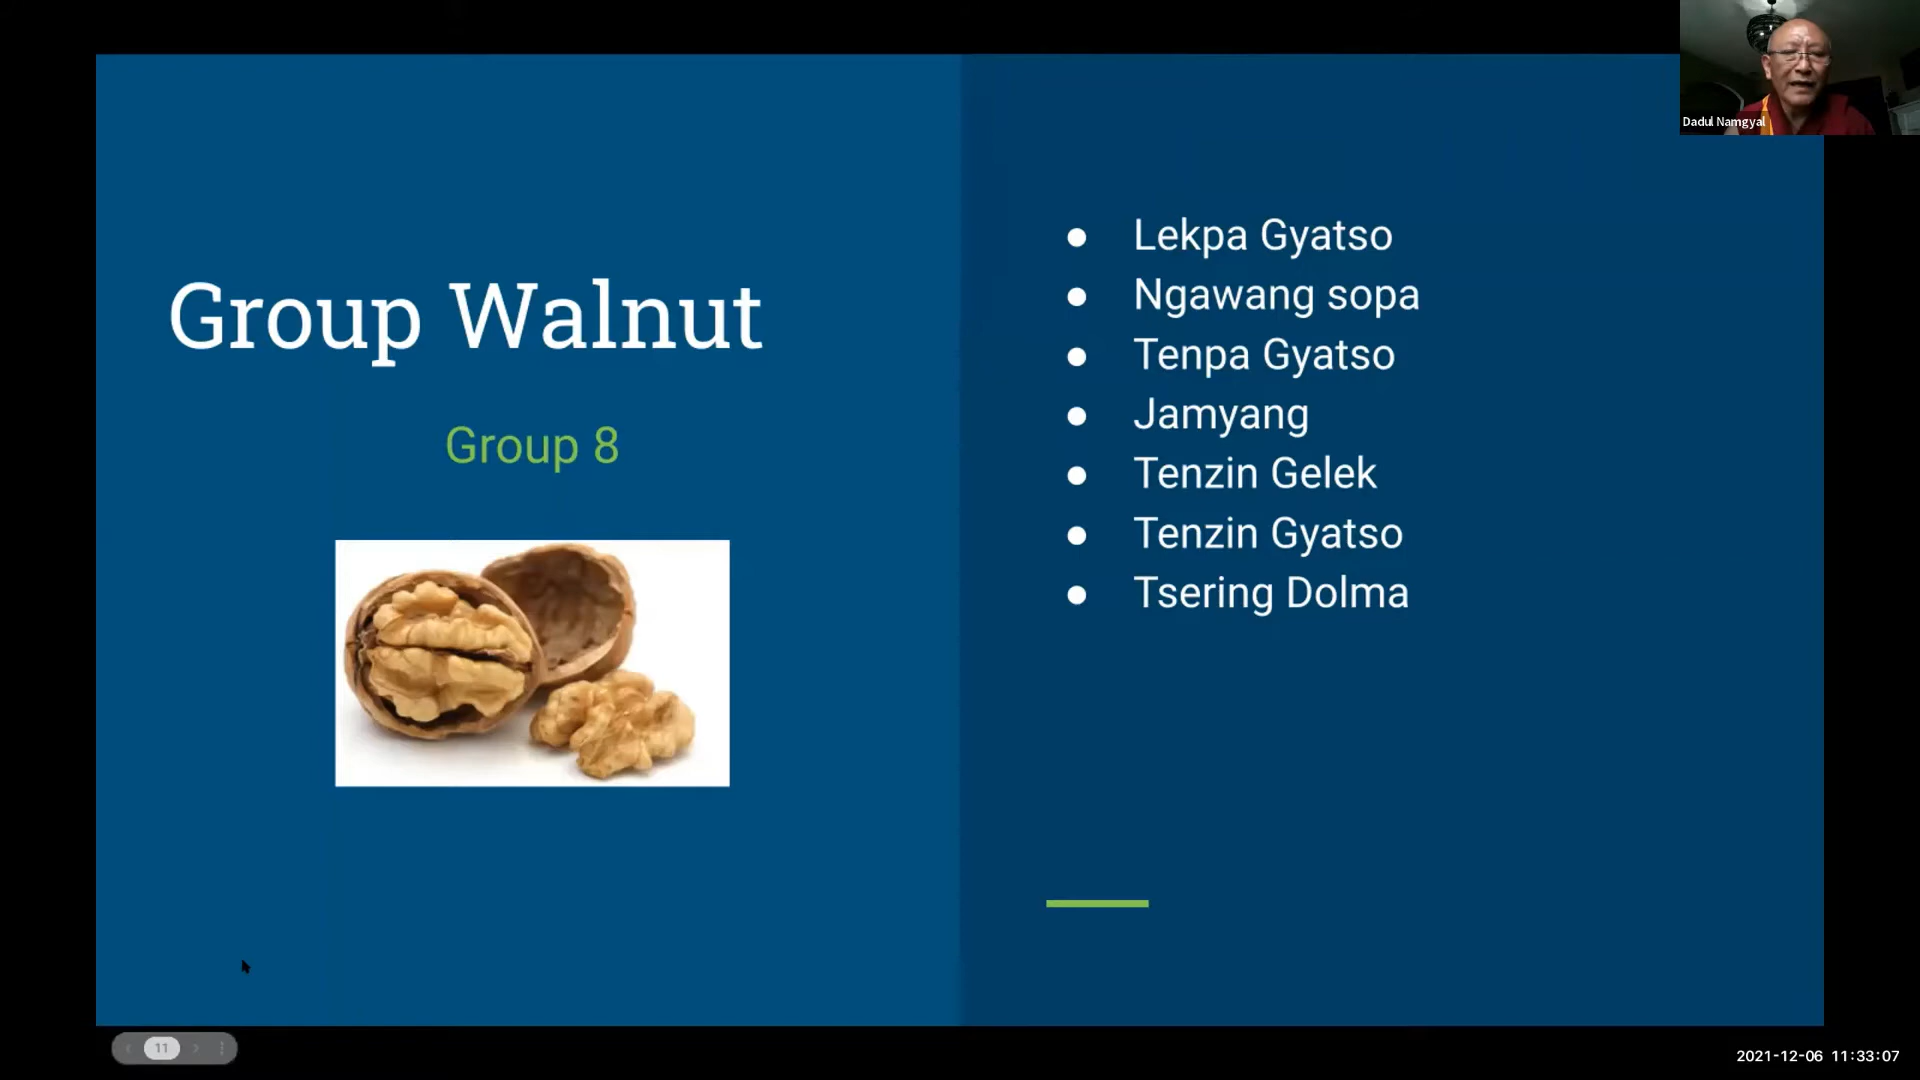 Dadul Namgyal
Group Walnut
Group 8
● Lekpa Gyatso
● Ngawang sopa
● Tenpa Gyatso
● Jamyang
● Tenzin Gelek
● Tenzin Gyatso
● Tsering Dolma
11
2021-12-06 11:33:07